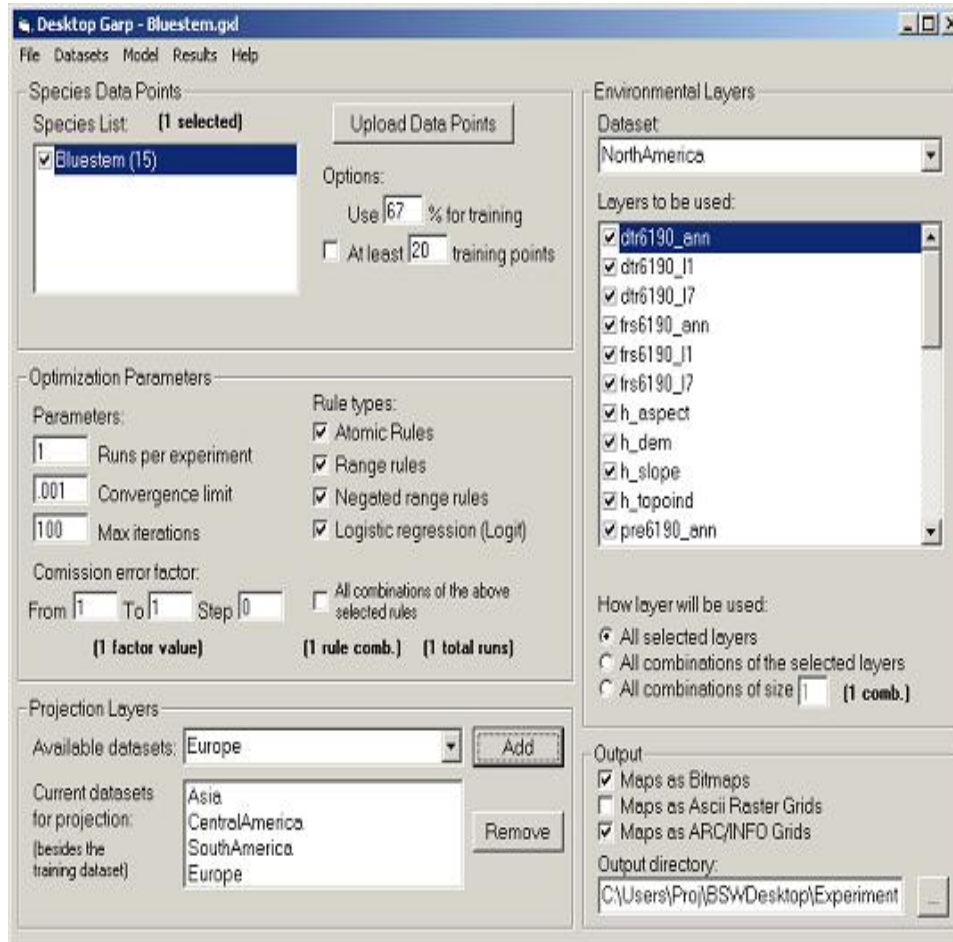 Desktop Garp - Bluestem.gxl
File Datasets Model Results Help
Species Data Points
Species List: (1 selected)
Upload Data Points
Bluestem (15)
Options:
Use 67 % for training
At least 20 training points
Optimization Parameters
Parameters:
1 Runs per experiment
.001 Convergence limit
100 Max iterations
Rule types:
Atomic Rules
Range rules
Negated range rules
Logistic regression (Logit)
Comission error factor:
From 1 To 1 Step 0
(1 factor value)
All combinations of the above
selected rules
(1 rule comb.) (1 total runs)
Projection Layers
Available datasets: Europe
Add
Current datasets
for projection:
(besides the
training dataset)
Asia
CentralAmerica
SouthAmerica
Europe
Remove
Environmental Layers
Dataset:
NorthAmerica
Layers to be used:
dtr6190_ann
dtr6190_l1
dtr6190_l7
frs6190_ann
frs6190_l1
frs6190_l7
h_aspect
h_dem
h_slope
h_topoind
pre6190_ann
How layer will be used:
All selected layers
All combinations of the selected layers
All combinations of size 1 (1 comb.)
Output
Maps as Bitmaps
Maps as Ascii Raster Grids
Maps as ARC/INFO Grids
Output directory:
C:\Users\Proj\BSWDesktop\Experiment
...